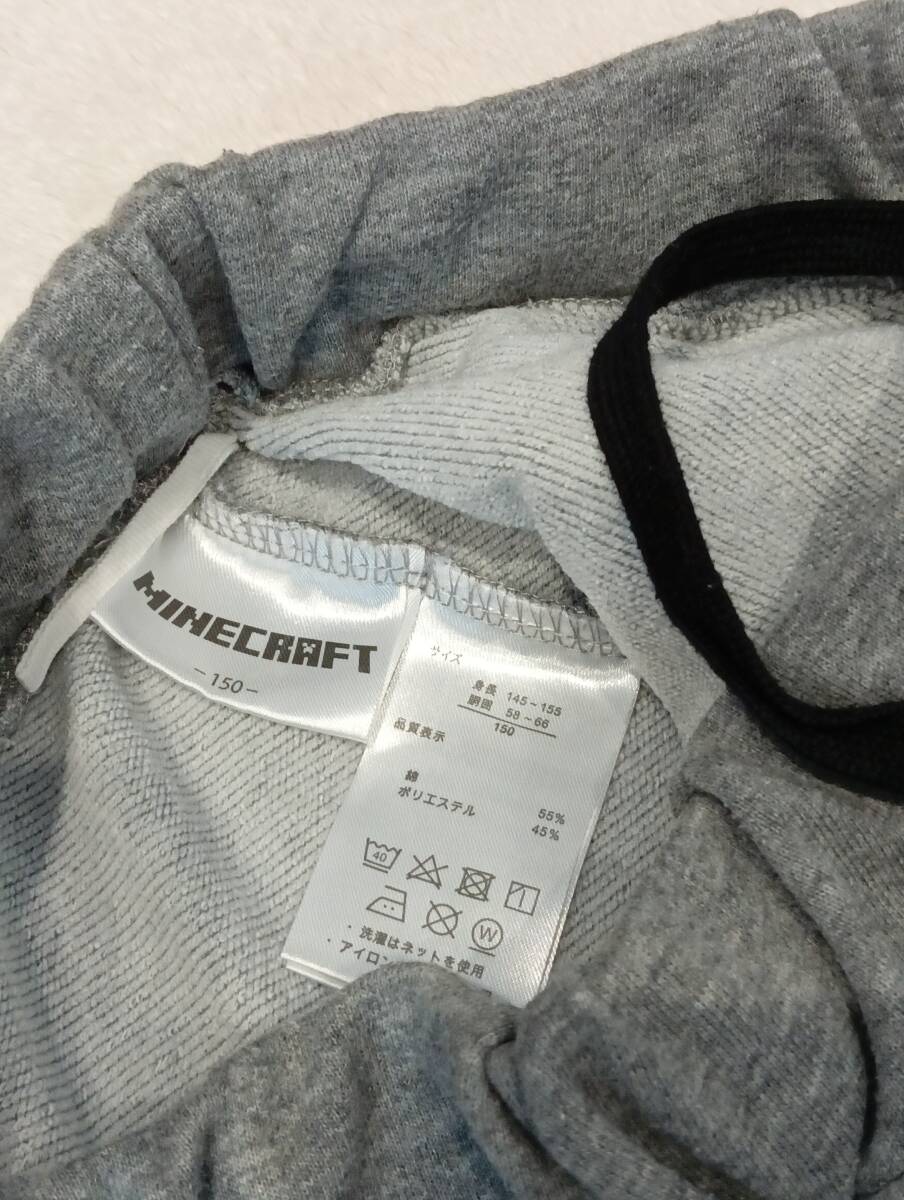 MINECRAFT
-150-
サイズ
身長 145~155
胴囲 58~66
150
品質表示
綿 55%
ポリエステル 45%
40
W
・洗濯はネットを使用
・アイロン